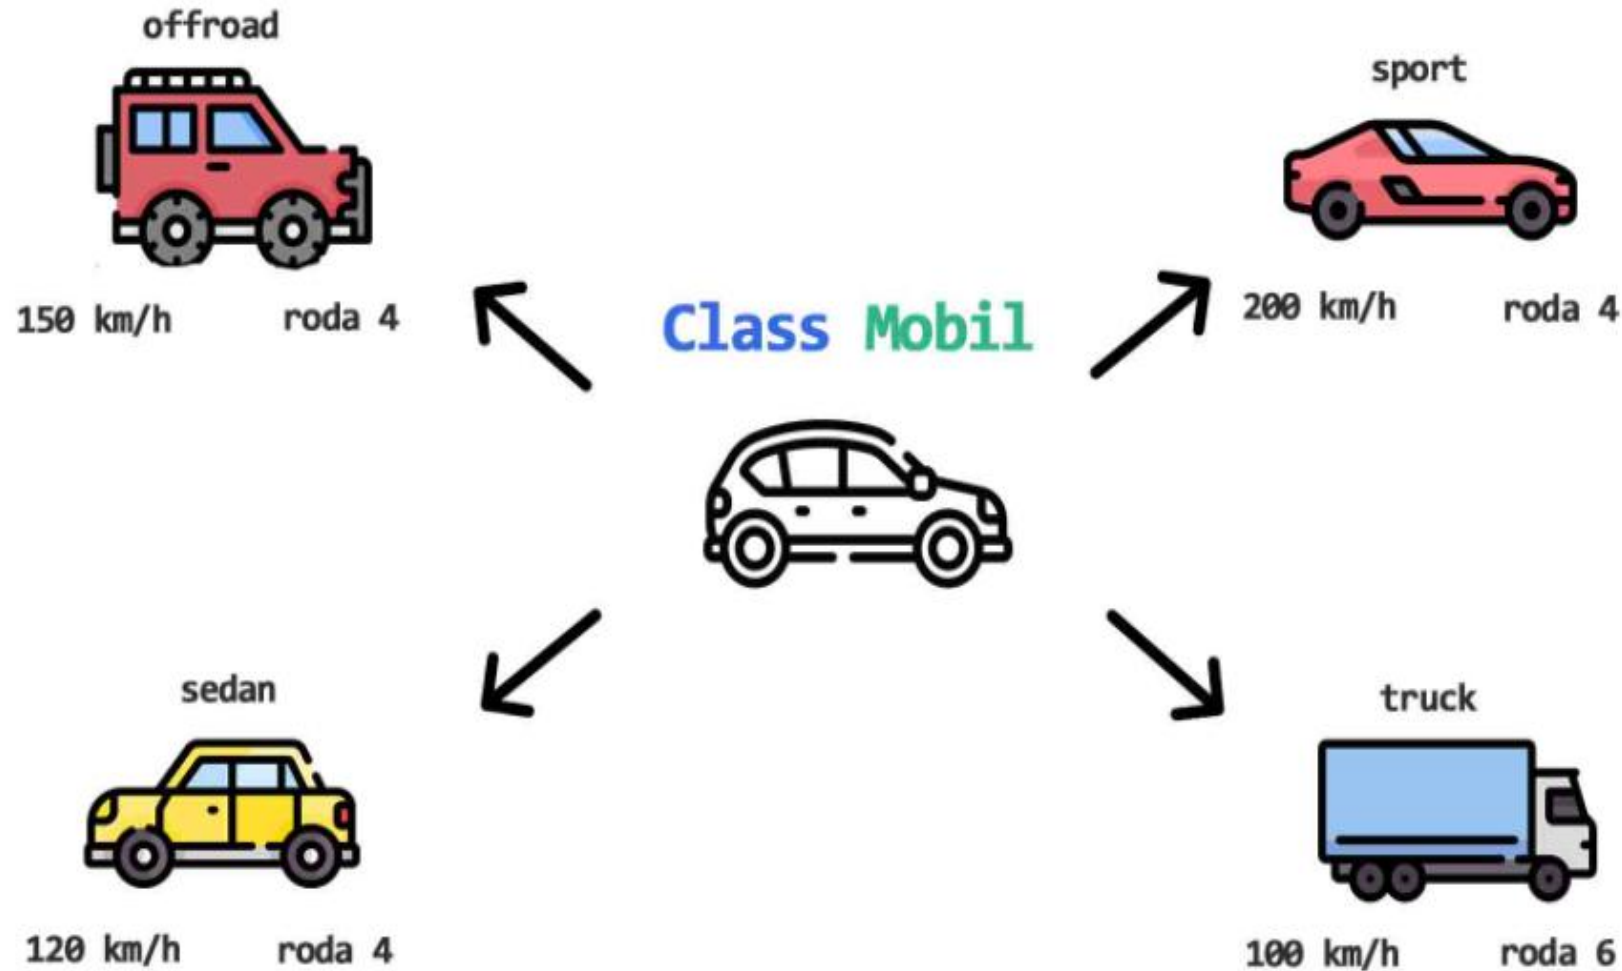 offroad
150 km/h roda 4
sport
200 km/h roda 4
Class Mobil
sedan
120 km/h roda 4
truck
100 km/h roda 6